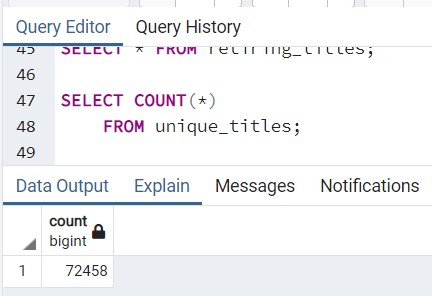 Query Editor Query History
45 SELECT * FROM retiring_titles;
46
47 SELECT COUNT(*)
48 FROM unique_titles;
49
Data Output Explain Messages Notifications
count
bigint
1 72458